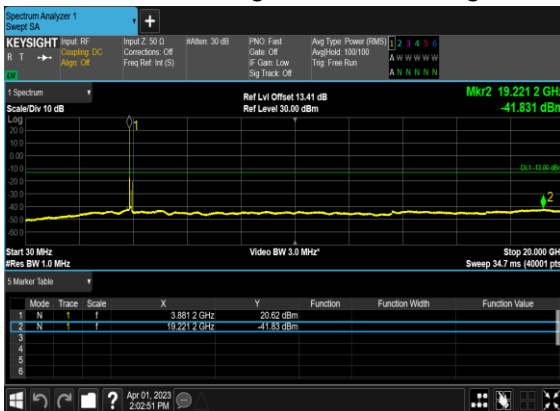 Spectrum Analyzer 1
Swept SA
+
KEYSIGHT
R T
LV
Input: RF
Coupling: DC
Align: Off
Input Z: 50 Ω
Corrections: Off
Freq Ref: Int (S)
#Atten: 30 dB
PNO: Fast
Gate: Off
IF Gain: Low
Sig Track: Off
Avg Type: Power (RMS)
Avg|Hold: 100/100
Trig: Free Run
1 2 3 4 5 6
A W W W W W
A N N N N N
1 Spectrum
Scale/Div 10 dB
Ref Lvl Offset 13.41 dB
Ref Level 30.00 dBm
Mkr2 19.221 2 GHz
-41.831 dBm
Log
20.0
10.0
0.00
-10.0
-20.0
-30.0
-40.0
-50.0
-60.0
1
DL1 -13.00 dBm
2
Start 30 MHz
#Res BW 1.0 MHz
Video BW 3.0 MHz*
Stop 20.000 GH
Sweep 34.7 ms (40001 pts
5 Marker Table
Mode Trace Scale X Y Function Function Width Function Value
1 N 1 f 3.881 2 GHz 20.62 dBm
2 N 1 f 19.221 2 GHz -41.83 dBm
3
4
5
6
?
Apr 01, 2023
2:02:51 PM